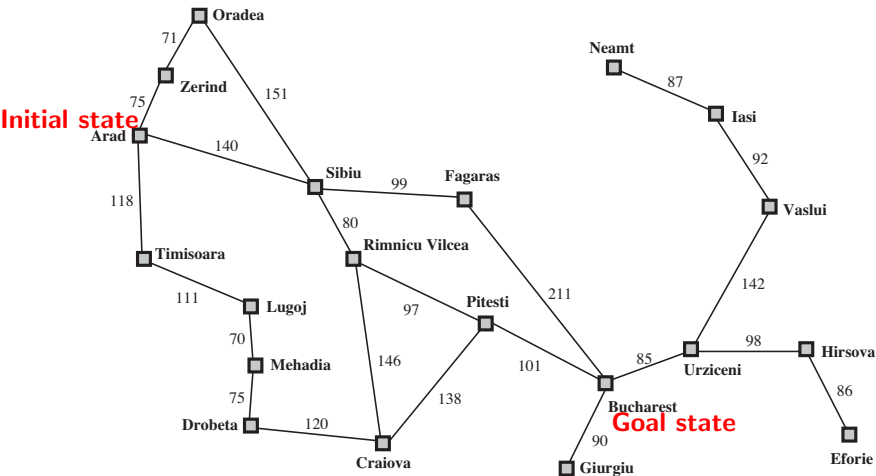 Oradea
71
Neamt
Zerind
87
75
151
Initial state
Iasi
Arad
140
92
Sibiu
Fagaras
99
118
Vaslui
80
Timisoara
Rimnicu Vilcea
142
111
211
Lugoj
Pitesti
97
70
98
Hirsova
146
101
85
Mehadia
Urziceni
75
138
86
Bucharest
Drobeta
120
Goal state
90
Craiova
Eforie
Giurgiu